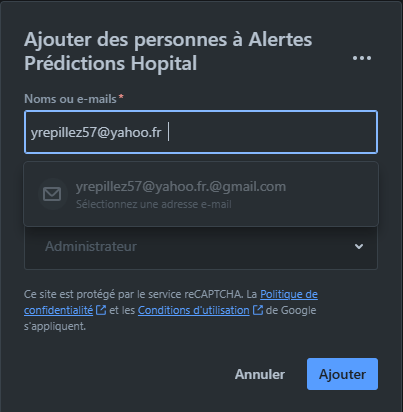 Ajouter des personnes à Alertes
Prédictions Hopital
Noms ou e-mails*
yrepillez57@yahoo.fr
yrepillez57@yahoo.fr.@gmail.com
Sélectionnez une adresse e-mail
Administrateur
Ce site est protégé par le service reCAPTCHA. La Politique de
confidentialité et les Conditions d'utilisation de Google
s'appliquent.
Annuler Ajouter